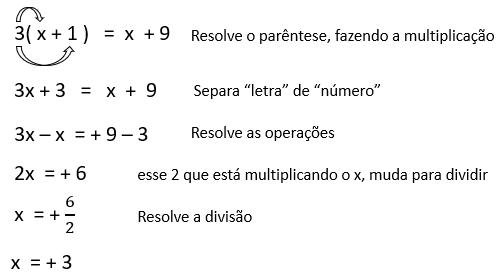 3( x + 1 ) = x + 9 Resolve o parêntese, fazendo a multiplicação
3x + 3 = x + 9 Separa “letra” de “número”
3x – x = + 9 – 3 Resolve as operações
2x = + 6 esse 2 que está multiplicando o x, muda para dividir
x = + 6/2 Resolve a divisão
x = + 3